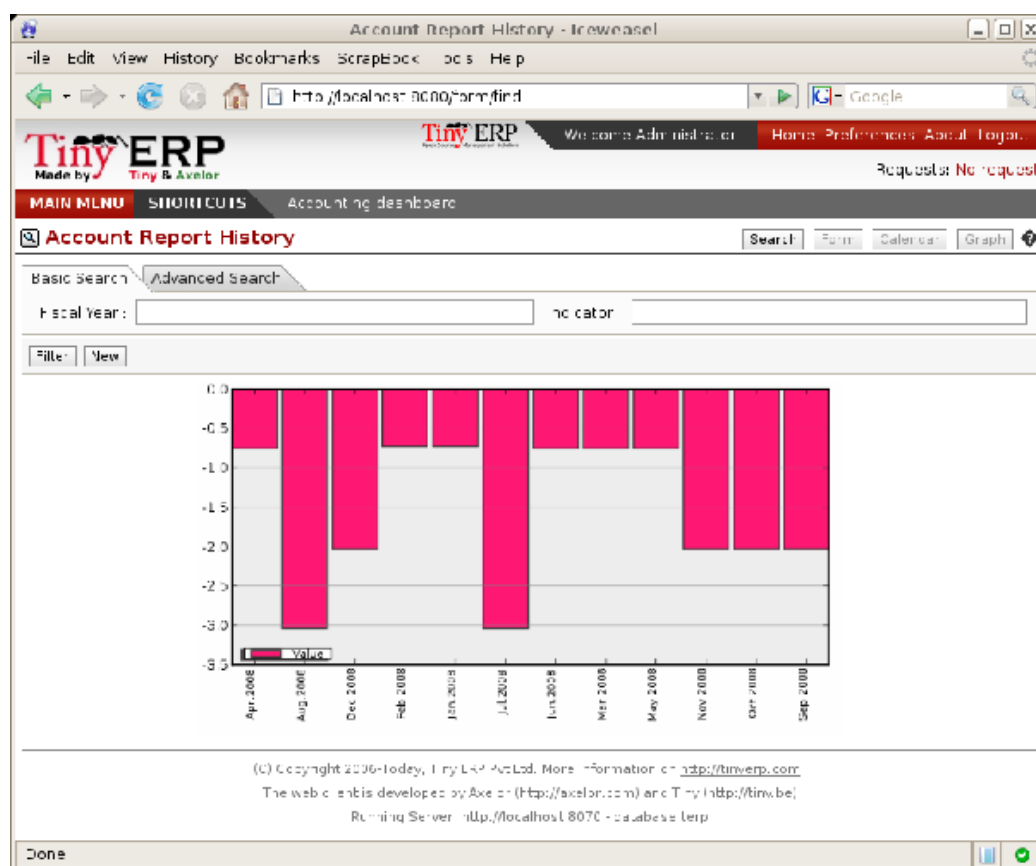 Account Report History - Iceweasel
File Edit View History Bookmarks ScrapBook Tools Help
http://localhost:8080/form/find
Google
Tiny ERP
Made by Tiny & Axelor
Tiny ERP
Welcome Administrator
Home Preferences About Logou...
Requests: No request
MAIN MENU SHORTCUTS Accounting dashboard
Account Report History
Search Form Calendar Graph
Basic Search Advanced Search
Fiscal Year :
Indicator
Filter New
0.0
-0.5
-1.0
-1.5
-2.0
-2.5
-3.0
-3.5
Value
Apr.2008
Aug.2008
Dec.2008
Feb.2008
Jan.2008
Jul.2008
Jun.2008
Mar.2008
May.2008
Nov.2008
Oct.2008
Sep.2008
(C) Copyright 2006-Today, Tiny ERP Pvt Ltd. More Information on http://tinyerp.com
The web client is developed by Axelor (http://axelor.com) and Tiny (http://tiny.be)
Running Server: http://localhost:8070 - database terp
Done